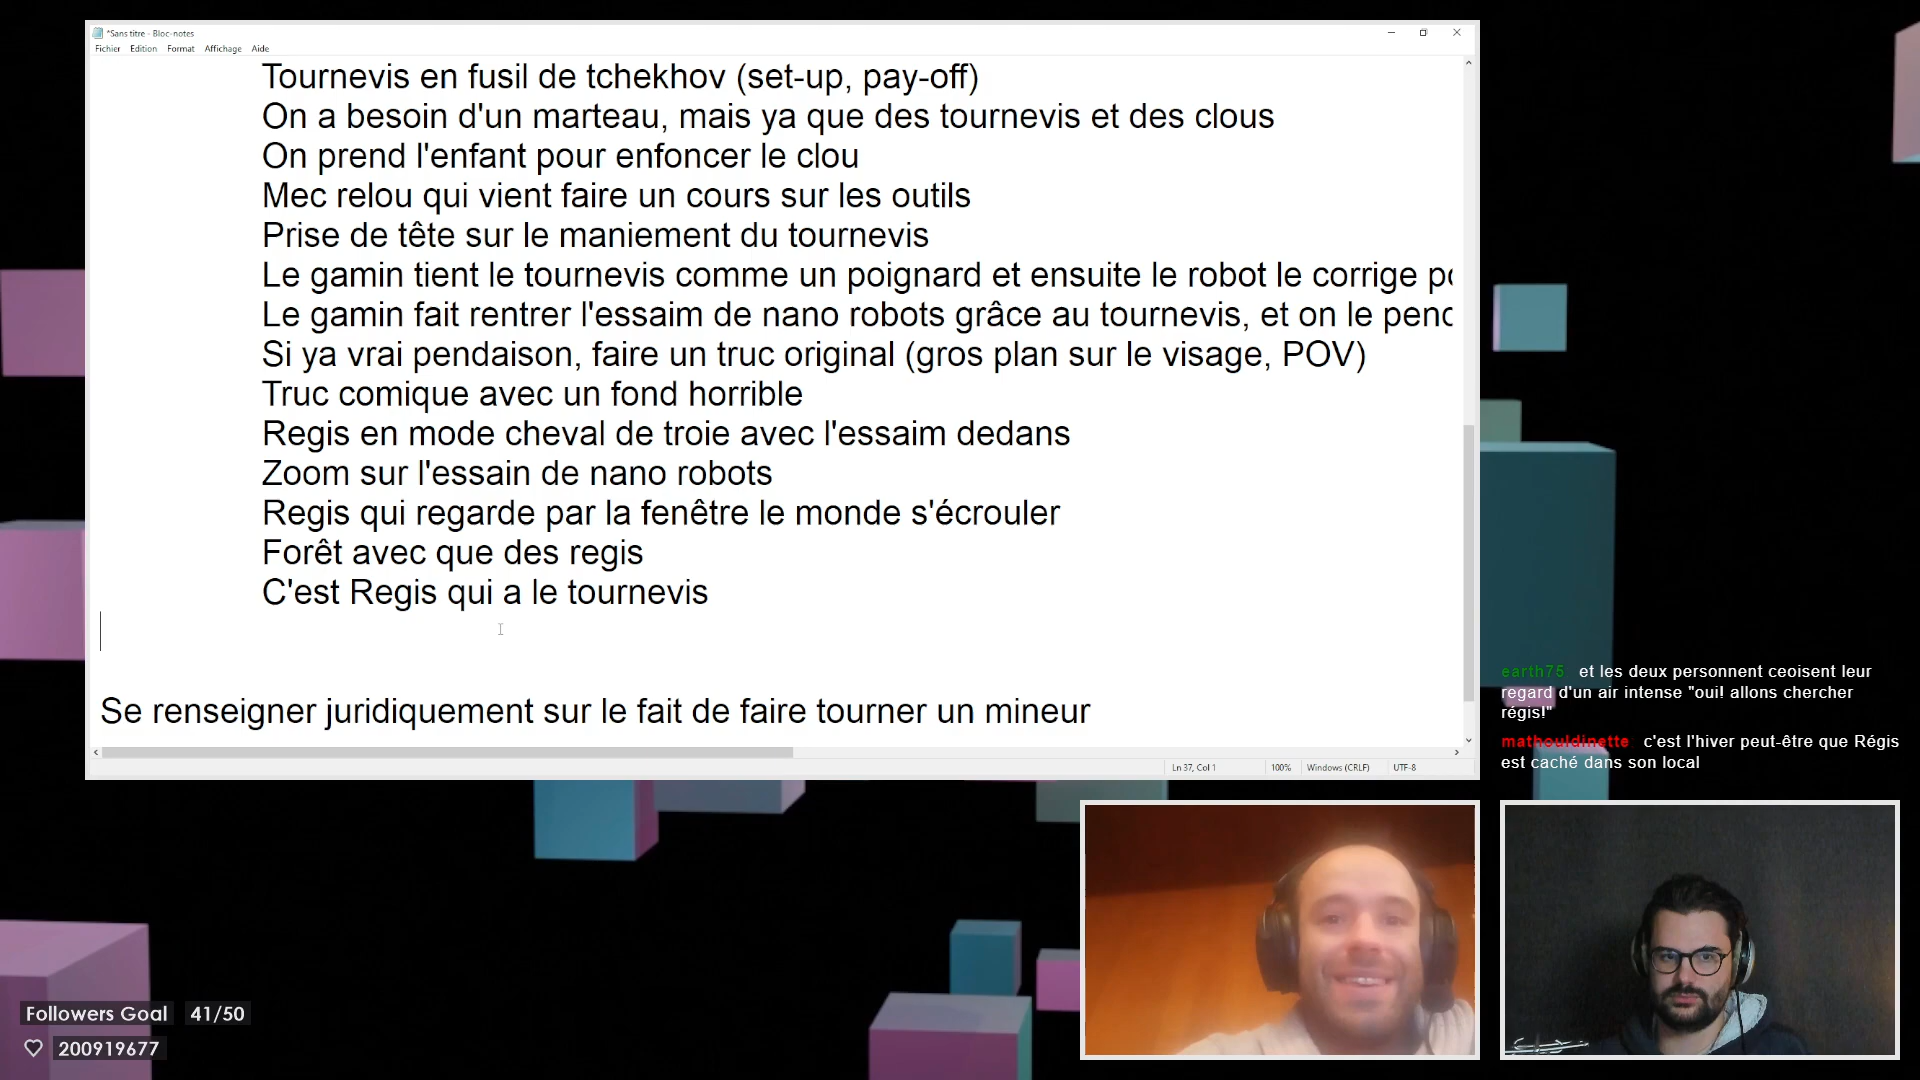 *Sans titre - Bloc-notes
Fichier Edition Format Affichage Aide
Tournevis en fusil de tchekhov (set-up, pay-off)
On a besoin d'un marteau, mais ya que des tournevis et des clous
On prend l'enfant pour enfoncer le clou
Mec relou qui vient faire un cours sur les outils
Prise de tête sur le maniement du tournevis
Le gamin tient le tournevis comme un poignard et ensuite le robot le corrige
Le gamin fait rentrer l'essaim de nano robots grâce au tournevis, et on le
Si ya vrai pendaison, faire un truc original (gros plan sur le visage, POV)
Truc comique avec un fond horrible
Regis en mode cheval de troie avec l'essaim dedans
Zoom sur l'essain de nano robots
Regis qui regarde par la fenêtre le monde s'écrouler
Forêt avec que des regis
C'est Regis qui a le tournevis
Se renseigner juridiquement sur le fait de faire tourner un mineur
Ln 37, Col 1 100% Windows (CRLF) UTF-8
earth75 et les deux personnent ceoisent leur
regard d'un air intense "oui! allons chercher
régis!"
mathouldinette c'est l'hiver peut-être que Régis
est caché dans son local
Followers Goal 41/50
200919677